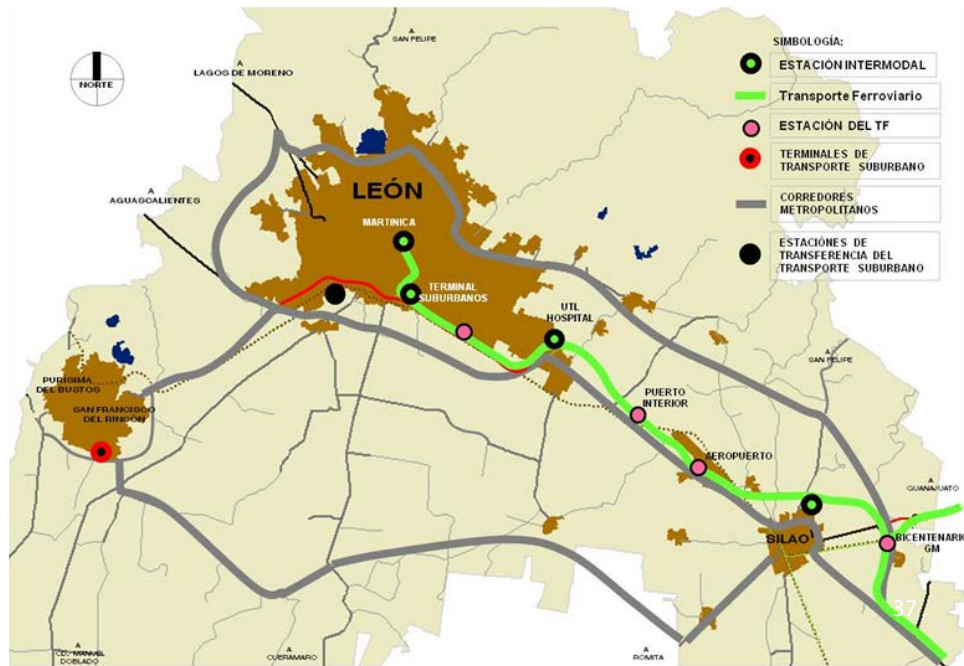 A
SAN FELIPE
SIMBOLOGÍA:
ESTACIÓN INTERMODAL
Transporte Ferroviario
ESTACIÓN DEL TF
TERMINALES DE
TRANSPORTE SUBURBANO
CORREDORES
METROPOLITANOS
ESTACIÓNES DE
TRANSFERENCIA DEL
TRANSPORTE SUBURBANO
NORTE
A
LAGOS DE MORENO
A
AGUASCALIENTES
LEÓN
MARTINICA
TERMINAL
SUBURBANOS
UTL
HOSPITAL
A
SAN FELIPE
PURÍSIMA
DEL BUSTOS
SAN FRANCISCO
DEL RINCÓN
PUERTO
INTERIOR
AEROPUERTO
A
GUANAJUATO
SILAO
BICENTENARIO
GM
37
A
CD. MANUEL
DOBLADO
A
CUERAMARO
A
ROMITA